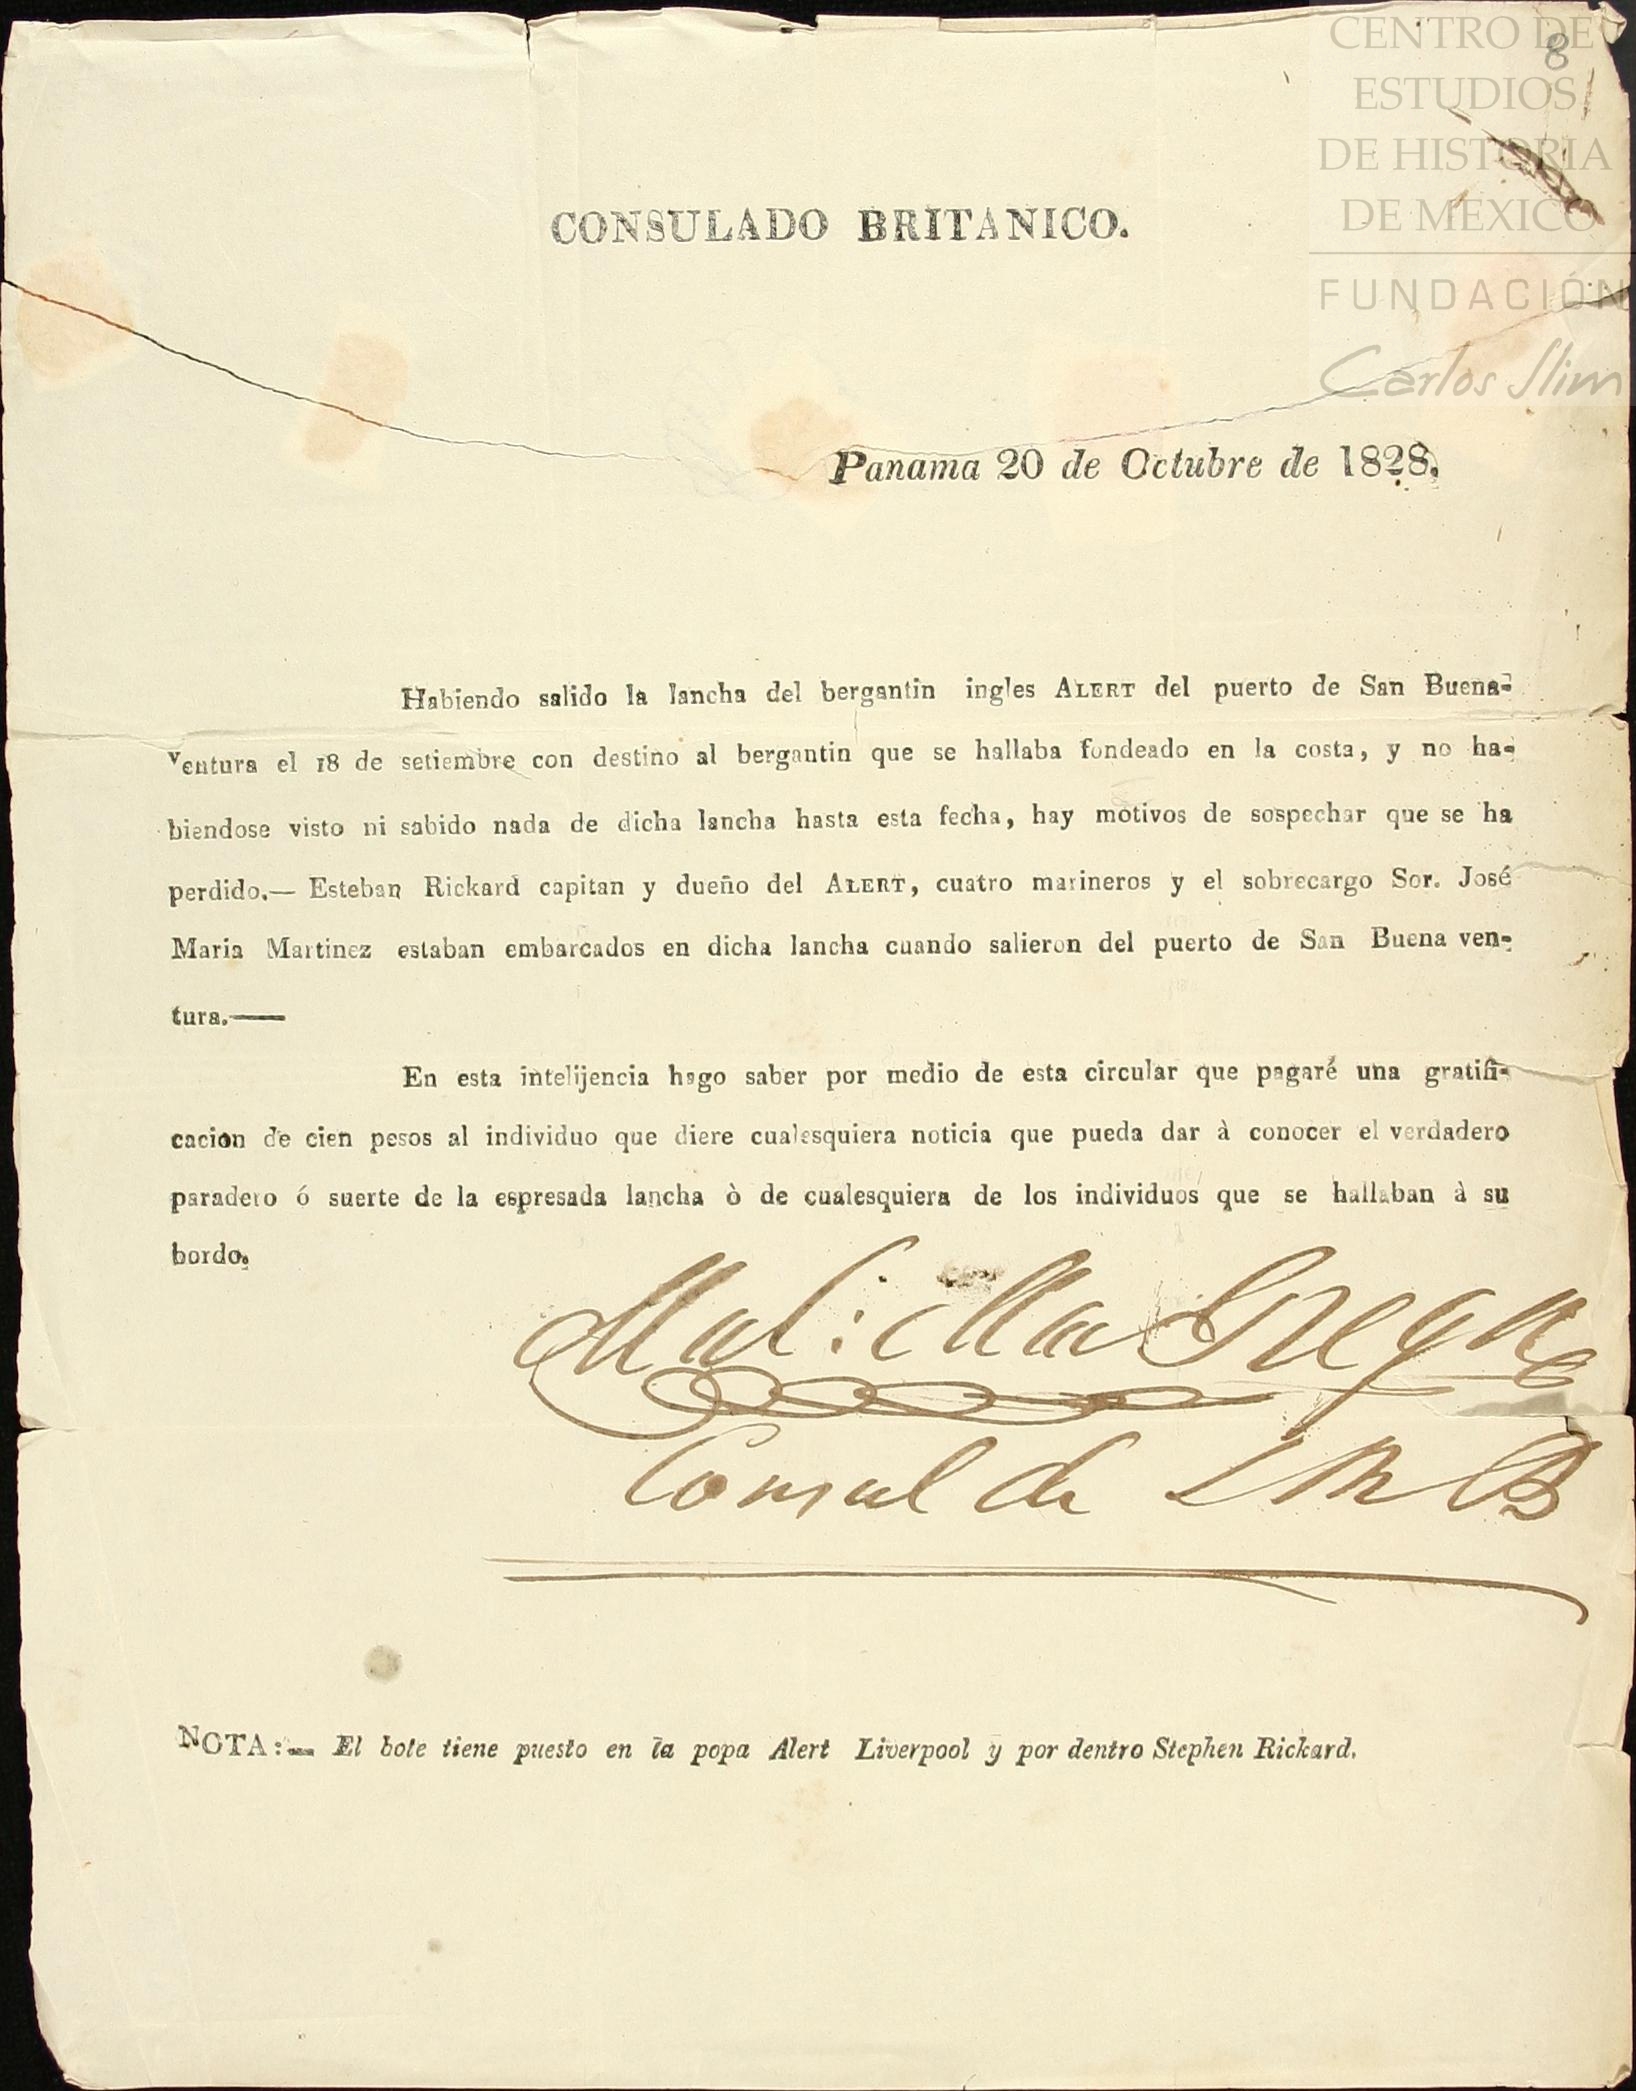 CENTRO DE
ESTUDIOS
DE HISTORIA
DE MÉXICO
FUNDACIÓN
Carlos Slim
8
CONSULADO BRITANICO.
Panama 20 de Octubre de 1828.
Habiendo salido la lancha del bergantin ingles ALERT del puerto de San Buena-
ventura el 18 de setiembre con destino al bergantin que se hallaba fondeado en la costa, y no ha-
biendose visto ni sabido nada de dicha lancha hasta esta fecha, hay motivos de sospechar que se ha
perdido.— Esteban Rickard capitan y dueño del ALERT, cuatro marineros y el sobrecargo Sor. José
Maria Martinez estaban embarcados en dicha lancha cuando salieron del puerto de San Buena ven-
tura.—
En esta intelijencia hago saber por medio de esta circular que pagaré una gratifi-
cacion de cien pesos al individuo que diere cualesquiera noticia que pueda dar à conocer el verdadero
paradero ó suerte de la espresada lancha ò de cualesquiera de los individuos que se hallaban à su
bordo.
Mal: MacGregor
Consul de S M B
NOTA:— El bote tiene puesto en la popa Alert Liverpool y por dentro Stephen Rickard.